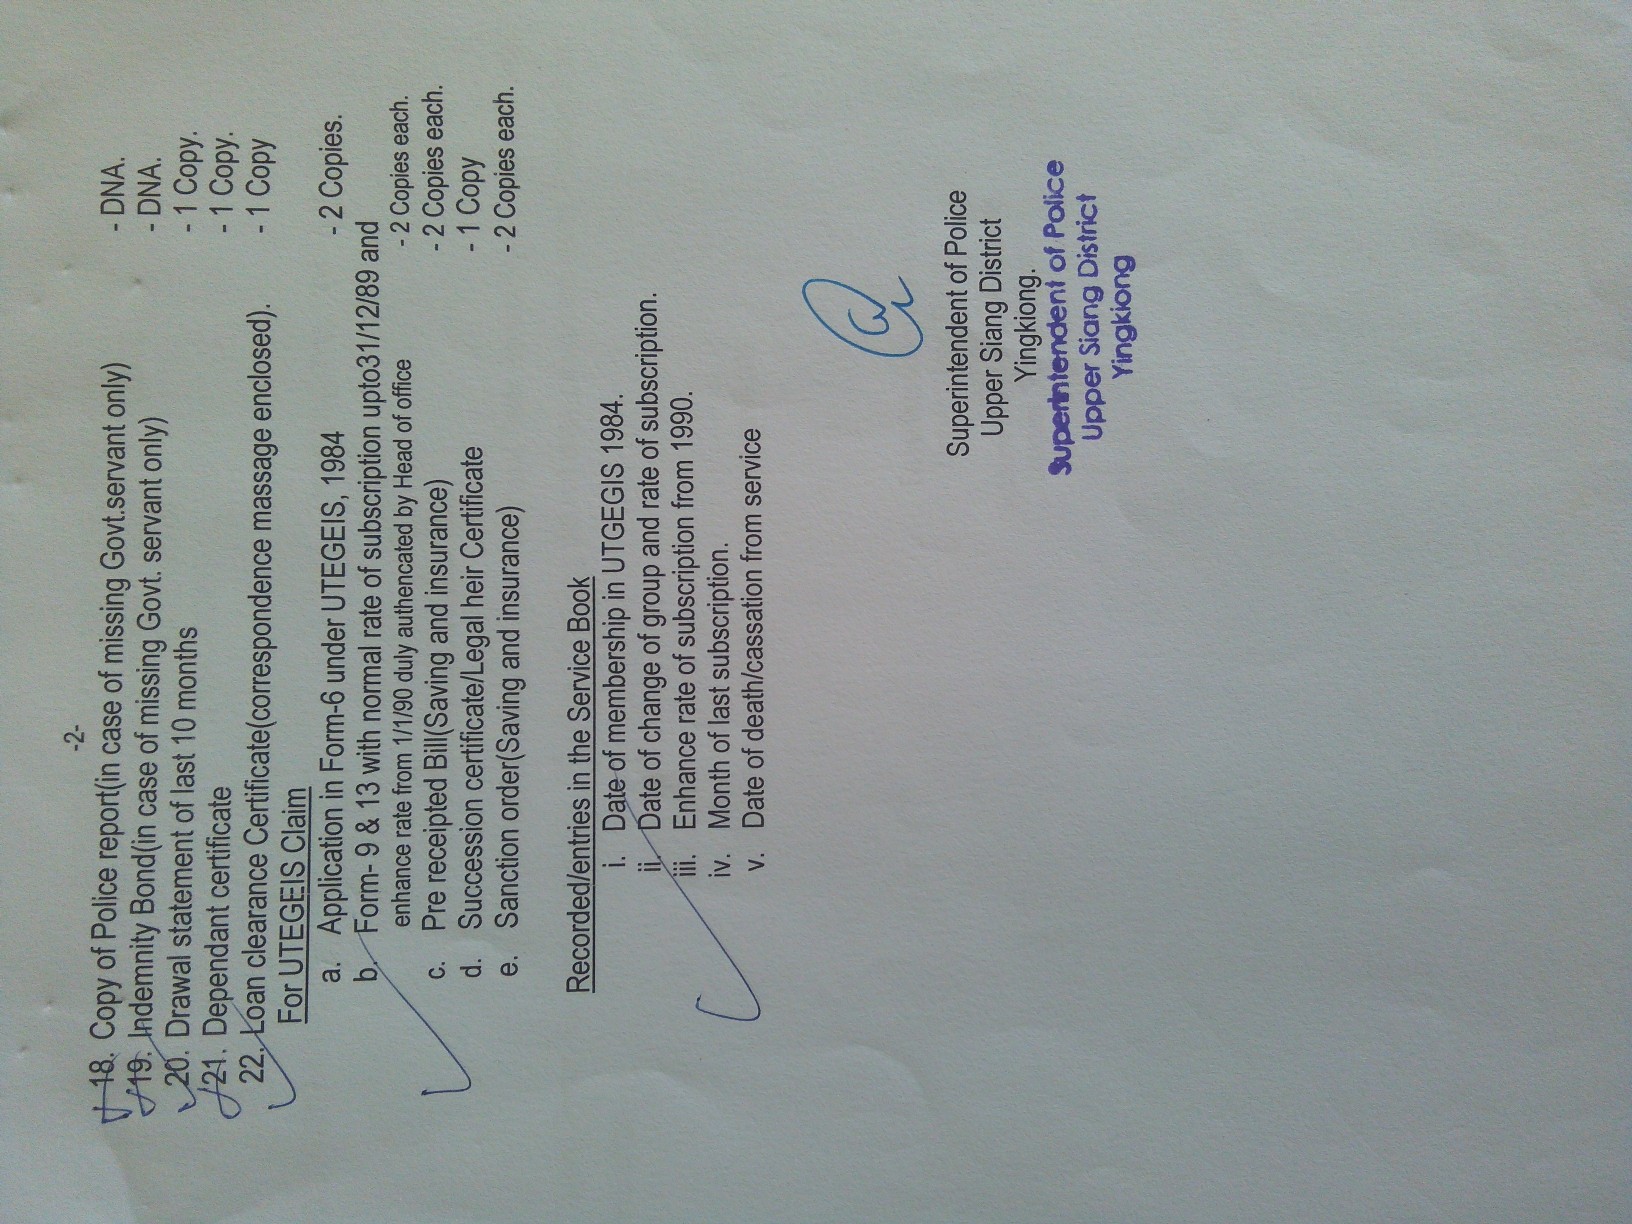 -2-
18. Copy of Police report(in case of missing Govt.servant only) - DNA.
19. Indemnity Bond(in case of missing Govt. servant only) - DNA.
20. Drawal statement of last 10 months - 1 Copy.
21. Dependant certificate - 1 Copy.
22. Loan clearance Certificate(correspondence massage enclosed). - 1 Copy
For UTEGEIS Claim
a. Application in Form-6 under UTEGEIS, 1984 - 2 Copies.
b. Form- 9 & 13 with normal rate of subscription upto31/12/89 and
enhance rate from 1/1/90 duly authencated by Head of office - 2 Copies each.
c. Pre receipted Bill(Saving and insurance) - 2 Copies each.
d. Succession certificate/Legal heir Certificate - 1 Copy
e. Sanction order(Saving and insurance) - 2 Copies each.
Recorded/entries in the Service Book
i. Date of membership in UTGEGIS 1984.
ii. Date of change of group and rate of subscription.
iii. Enhance rate of subscription from 1990.
iv. Month of last subscription.
v. Date of death/cassation from service
Superintendent of Police
Upper Siang District
Yingkiong.
Superintendent of Police
Upper Siang District
Yingkiong